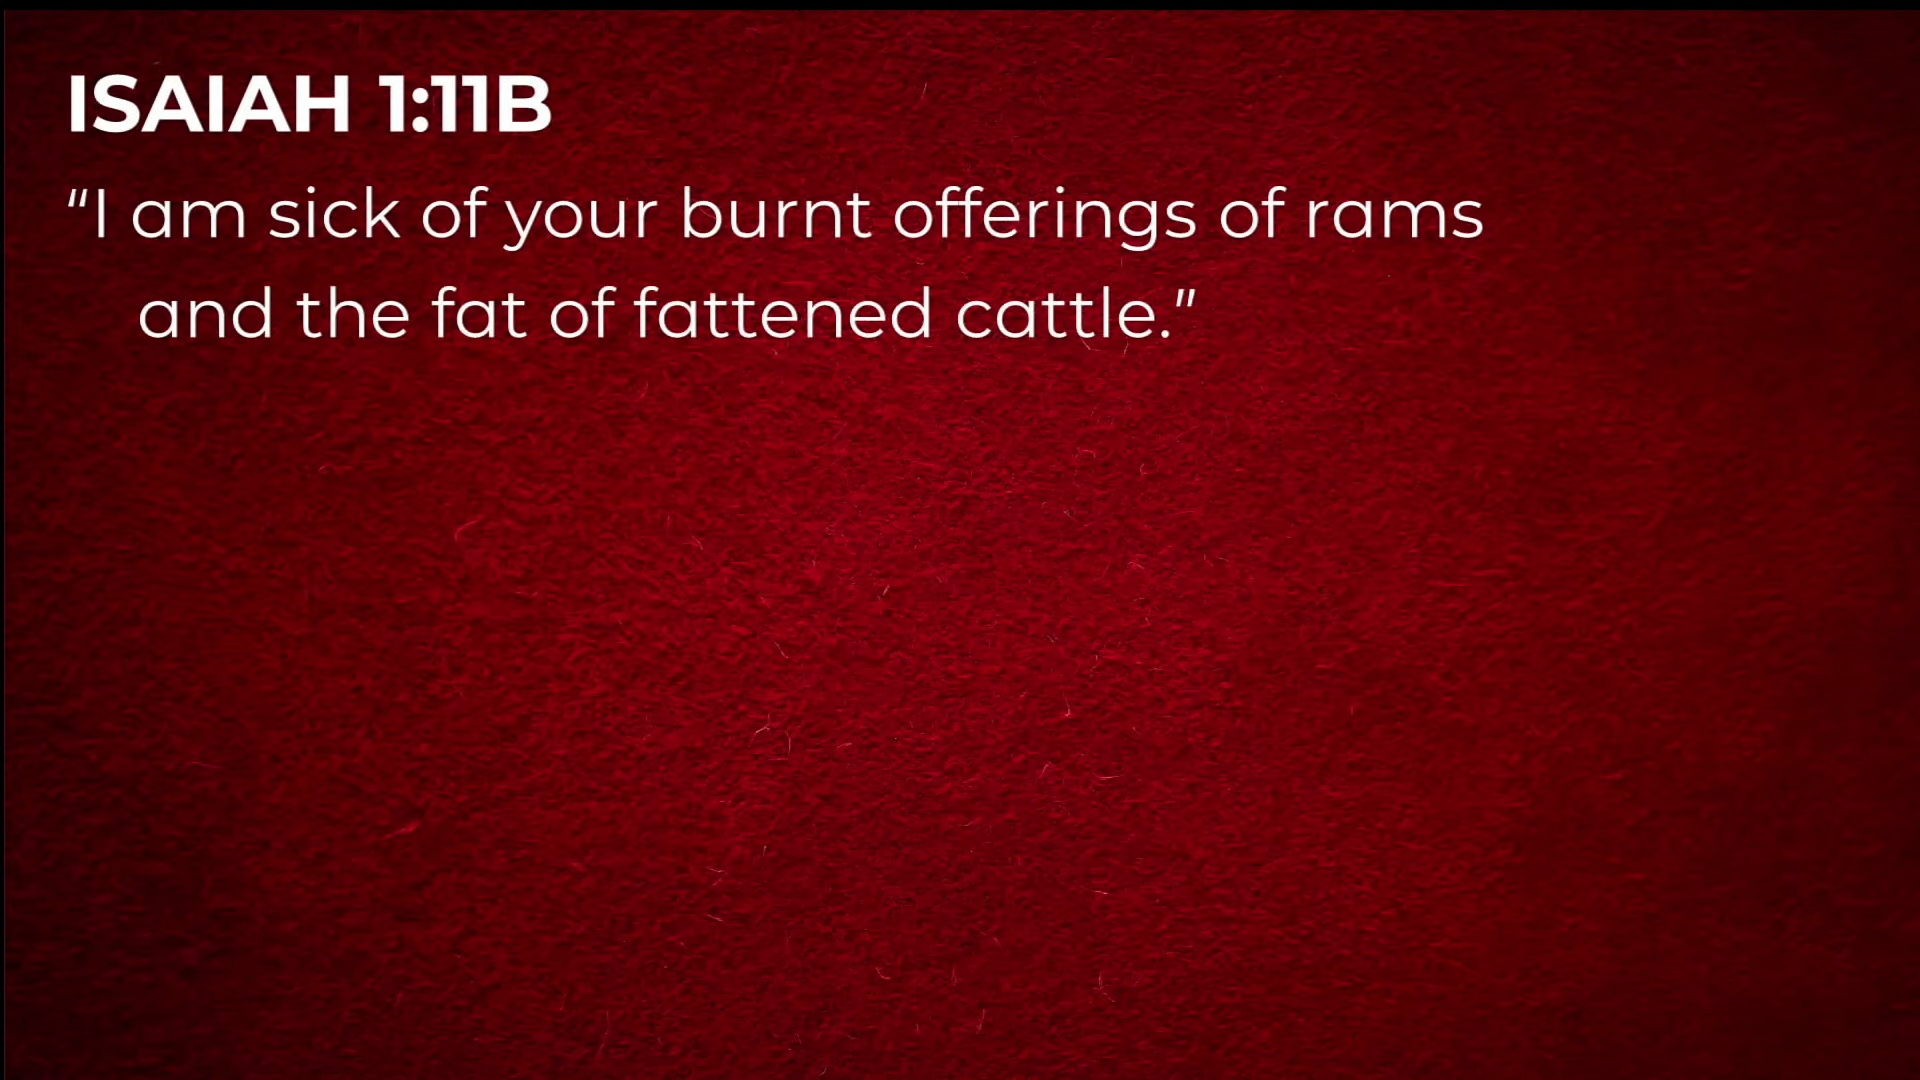 ISAIAH 1:11B
“I am sick of your burnt offerings of rams
and the fat of fattened cattle.”